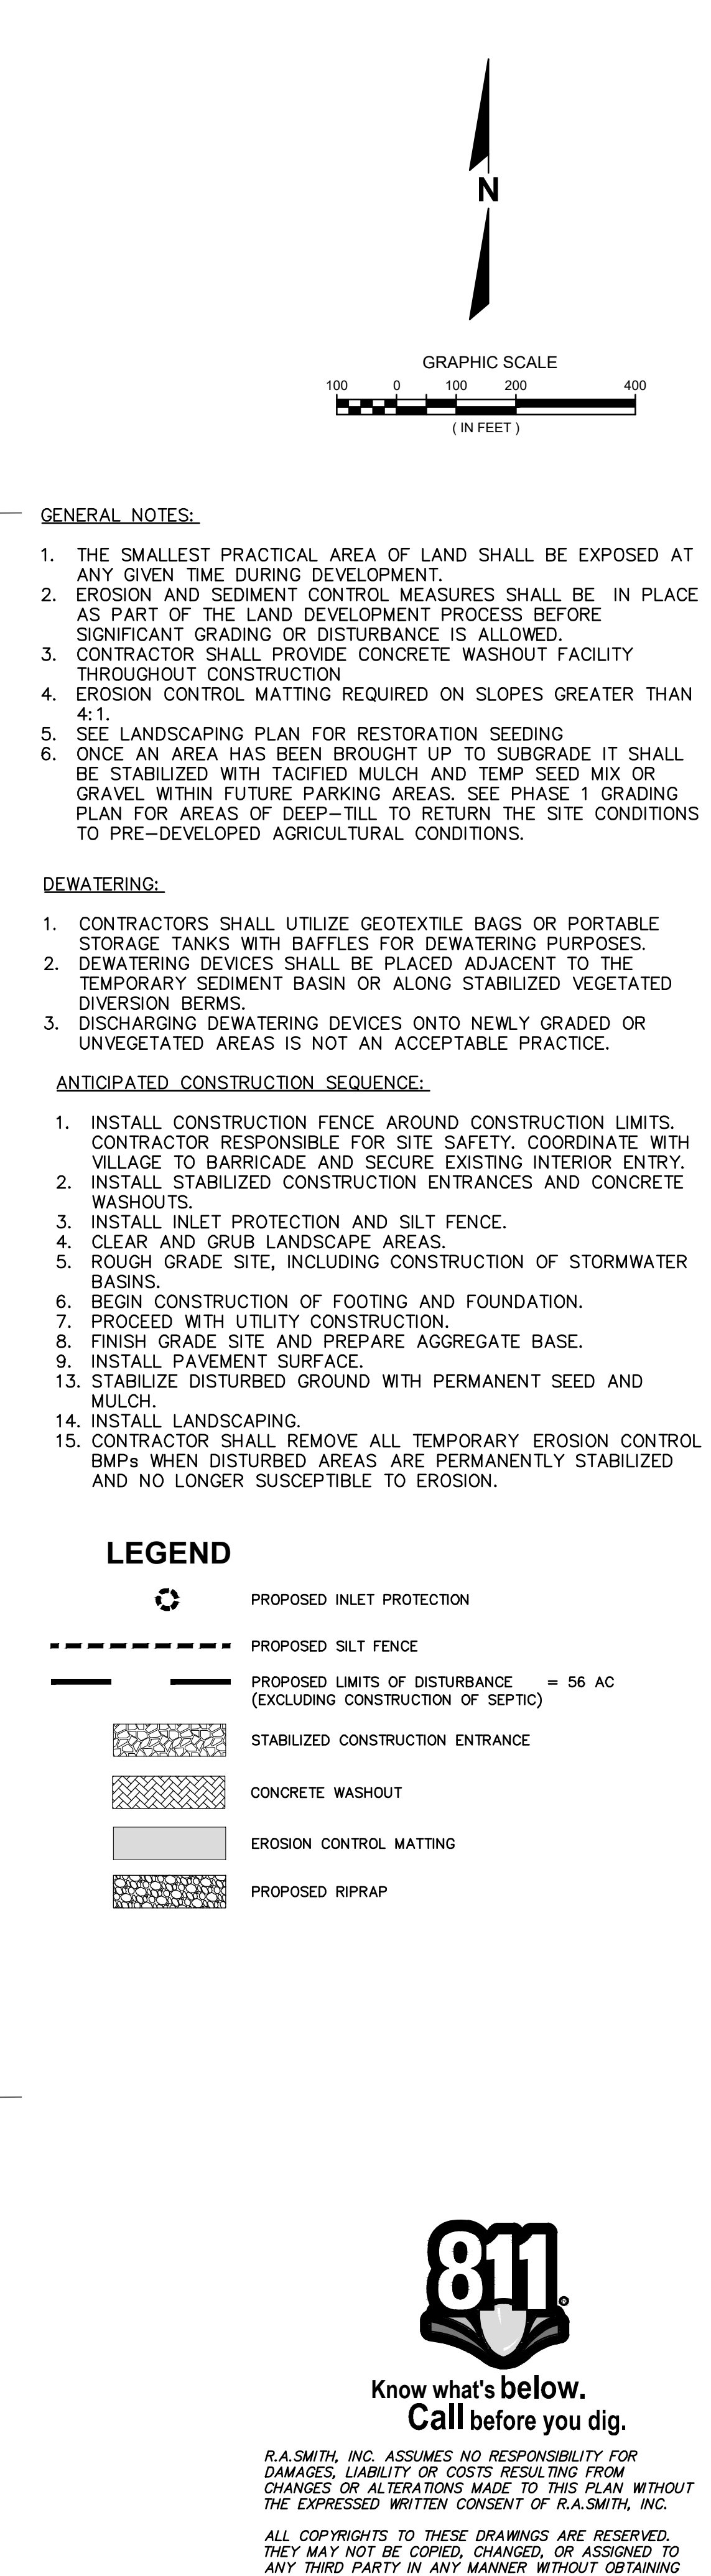 N
GRAPHIC SCALE
100 0 100 200 400
( IN FEET )
GENERAL NOTES:
1. THE SMALLEST PRACTICAL AREA OF LAND SHALL BE EXPOSED AT
ANY GIVEN TIME DURING DEVELOPMENT.
2. EROSION AND SEDIMENT CONTROL MEASURES SHALL BE IN PLACE
AS PART OF THE LAND DEVELOPMENT PROCESS BEFORE
SIGNIFICANT GRADING OR DISTURBANCE IS ALLOWED.
3. CONTRACTOR SHALL PROVIDE CONCRETE WASHOUT FACILITY
THROUGHOUT CONSTRUCTION
4. EROSION CONTROL MATTING REQUIRED ON SLOPES GREATER THAN
4:1.
5. SEE LANDSCAPING PLAN FOR RESTORATION SEEDING
6. ONCE AN AREA HAS BEEN BROUGHT UP TO SUBGRADE IT SHALL
BE STABILIZED WITH TACIFIED MULCH AND TEMP SEED MIX OR
GRAVEL WITHIN FUTURE PARKING AREAS. SEE PHASE 1 GRADING
PLAN FOR AREAS OF DEEP-TILL TO RETURN THE SITE CONDITIONS
TO PRE-DEVELOPED AGRICULTURAL CONDITIONS.
DEWATERING:
1. CONTRACTORS SHALL UTILIZE GEOTEXTILE BAGS OR PORTABLE
STORAGE TANKS WITH BAFFLES FOR DEWATERING PURPOSES.
2. DEWATERING DEVICES SHALL BE PLACED ADJACENT TO THE
TEMPORARY SEDIMENT BASIN OR ALONG STABILIZED VEGETATED
DIVERSION BERMS.
3. DISCHARGING DEWATERING DEVICES ONTO NEWLY GRADED OR
UNVEGETATED AREAS IS NOT AN ACCEPTABLE PRACTICE.
ANTICIPATED CONSTRUCTION SEQUENCE:
1. INSTALL CONSTRUCTION FENCE AROUND CONSTRUCTION LIMITS.
CONTRACTOR RESPONSIBLE FOR SITE SAFETY. COORDINATE WITH
VILLAGE TO BARRICADE AND SECURE EXISTING INTERIOR ENTRY.
2. INSTALL STABILIZED CONSTRUCTION ENTRANCES AND CONCRETE
WASHOUTS.
3. INSTALL INLET PROTECTION AND SILT FENCE.
4. CLEAR AND GRUB LANDSCAPE AREAS.
5. ROUGH GRADE SITE, INCLUDING CONSTRUCTION OF STORMWATER
BASINS.
6. BEGIN CONSTRUCTION OF FOOTING AND FOUNDATION.
7. PROCEED WITH UTILITY CONSTRUCTION.
8. FINISH GRADE SITE AND PREPARE AGGREGATE BASE.
9. INSTALL PAVEMENT SURFACE.
13. STABILIZE DISTURBED GROUND WITH PERMANENT SEED AND
MULCH.
14. INSTALL LANDSCAPING.
15. CONTRACTOR SHALL REMOVE ALL TEMPORARY EROSION CONTROL
BMPs WHEN DISTURBED AREAS ARE PERMANENTLY STABILIZED
AND NO LONGER SUSCEPTIBLE TO EROSION.
LEGEND
PROPOSED INLET PROTECTION
PROPOSED SILT FENCE
PROPOSED LIMITS OF DISTURBANCE = 56 AC
(EXCLUDING CONSTRUCTION OF SEPTIC)
STABILIZED CONSTRUCTION ENTRANCE
CONCRETE WASHOUT
EROSION CONTROL MATTING
PROPOSED RIPRAP
811
Know what's below.
Call before you dig.
R.A.SMITH, INC. ASSUMES NO RESPONSIBILITY FOR
DAMAGES, LIABILITY OR COSTS RESULTING FROM
CHANGES OR ALTERATIONS MADE TO THIS PLAN WITHOUT
THE EXPRESSED WRITTEN CONSENT OF R.A.SMITH, INC.
ALL COPYRIGHTS TO THESE DRAWINGS ARE RESERVED.
THEY MAY NOT BE COPIED, CHANGED, OR ASSIGNED TO
ANY THIRD PARTY IN ANY MANNER WITHOUT OBTAINING